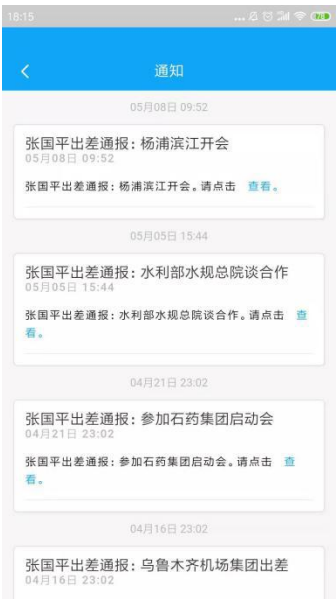 18:15
通知
05月08日 09:52
张国平出差通报：杨浦滨江开会
05月08日 09:52
张国平出差通报：杨浦滨江开会。请点击 查看。
05月05日 15:44
张国平出差通报：水利部水规总院谈合作
05月05日 15:44
张国平出差通报：水利部水规总院谈合作。请点击 查
看。
04月21日 23:02
张国平出差通报：参加石药集团启动会
04月21日 23:02
张国平出差通报：参加石药集团启动会。请点击 查
看。
04月16日 23:02
张国平出差通报：乌鲁木齐机场集团出差
04月16日 23:02